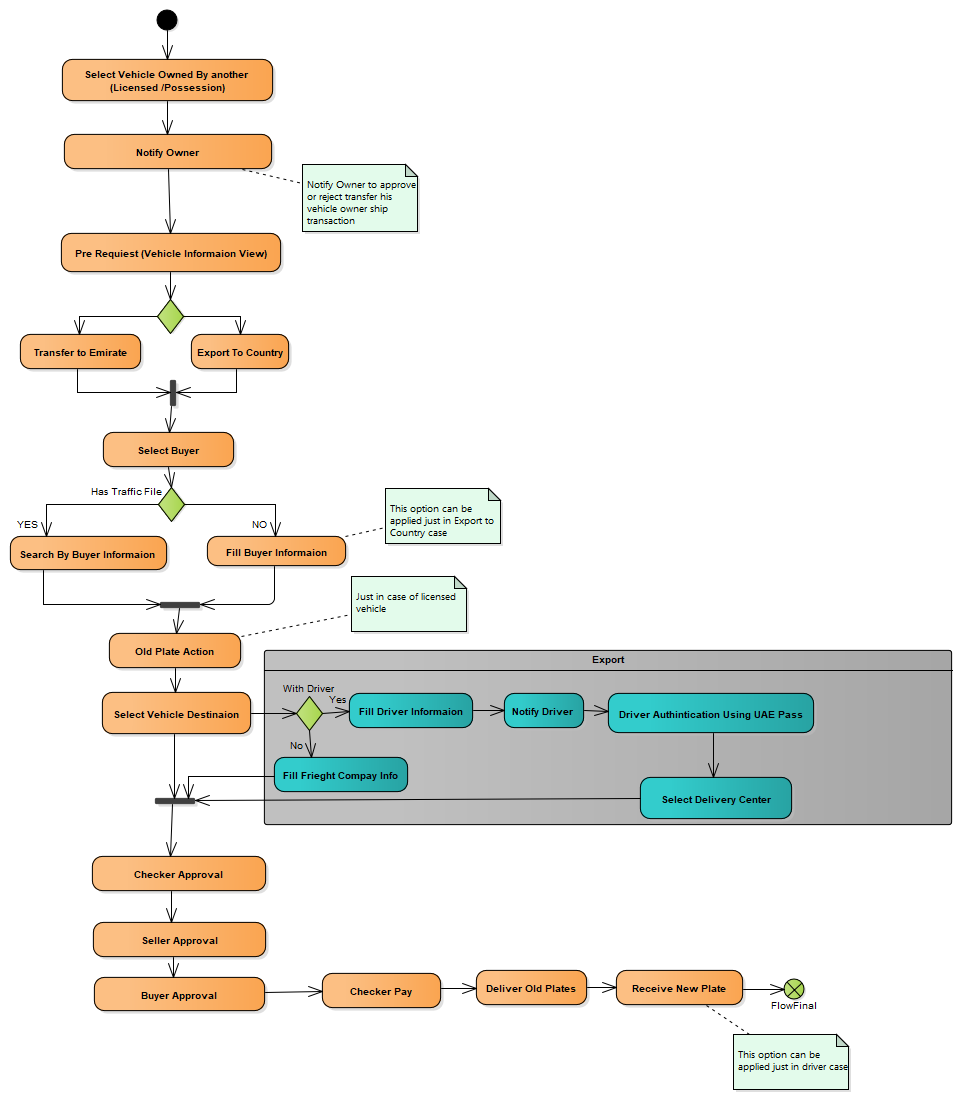 Select Vehicle Owned By another
(Licensed /Possession)
Notify Owner
Notify Owner to approve
or reject transfer his
vehicle owner ship
transaction
Pre Requiest (Vehicle Informaion View)
Transfer to Emirate
Export To Country
Select Buyer
Has Traffic File
YES
NO
This option can be
applied just in Export to
Country case
Search By Buyer Informaion
Fill Buyer Informaion
Just in case of licensed
vehicle
Old Plate Action
Export
With Driver
Yes
Fill Driver Informaion
Notify Driver
Driver Authintication Using UAE Pass
Select Vehicle Destinaion
No
Fill Frieght Compay Info
Select Delivery Center
Checker Approval
Seller Approval
Buyer Approval
Checker Pay
Deliver Old Plates
Receive New Plate
FlowFinal
This option can be
applied just in driver case